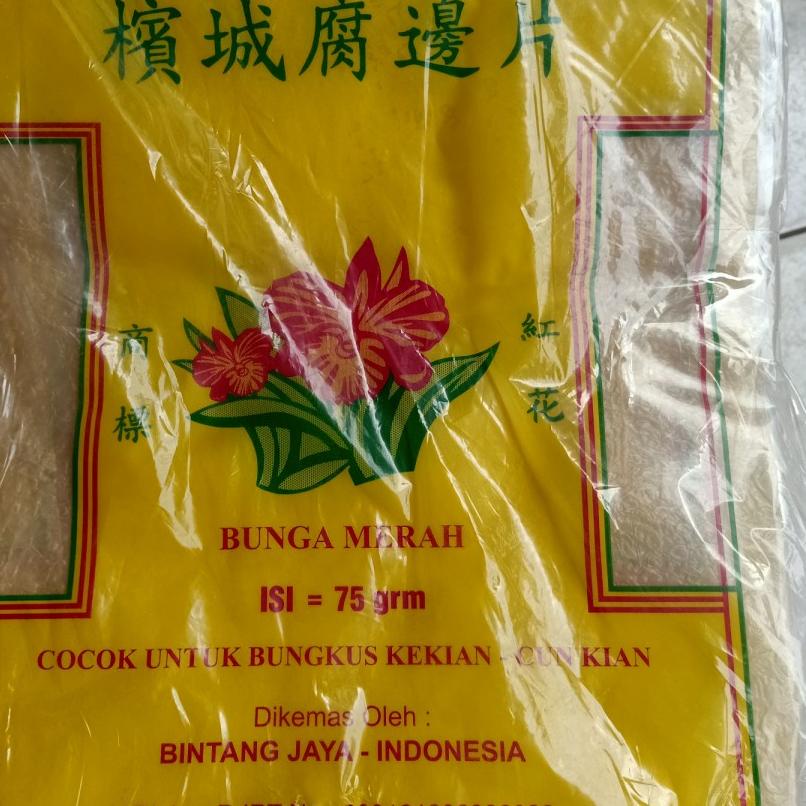 檳城腐邊片
商標
紅花
BUNGA MERAH
ISI = 75 grm
COCOK UNTUK BUNGKUS KEKIAN - CUN KIAN
Dikemas Oleh :
BINTANG JAYA - INDONESIA